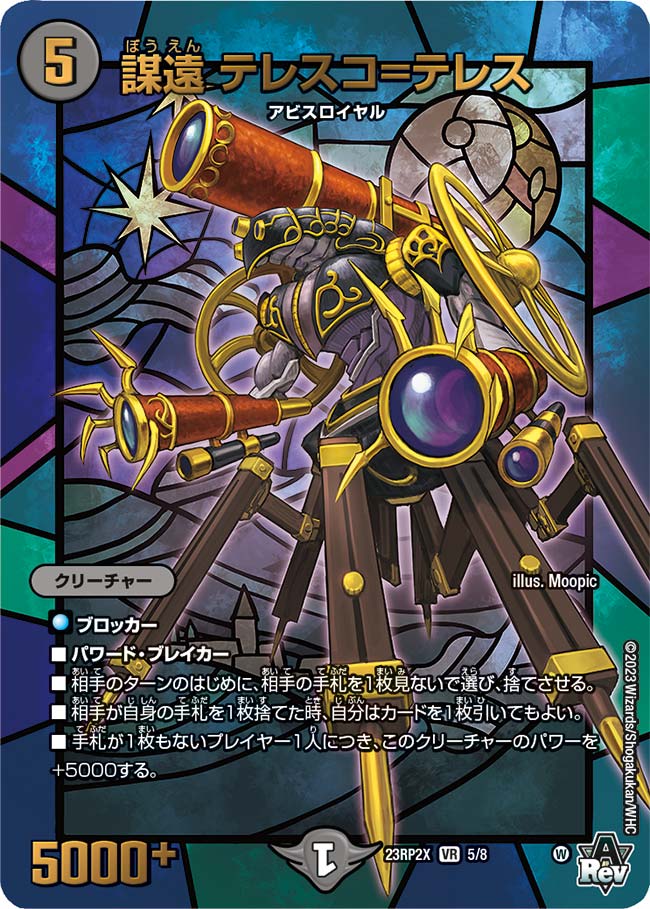 5
ぼうえん
謀遠 テレスコ=テレス
アビスロイヤル
クリーチャー
illus. Moopic
ブロッカー
■ パワード・ブレイカー
■ 相手のターンのはじめに、相手の手札を1枚見ないで選び、捨てさせる。
■ 相手が自身の手札を1枚捨てた時、自分はカードを1枚引いてもよい。
■ 手札が1枚もないプレイヤー1人につき、このクリーチャーのパワーを
+5000する。
©2023 Wizards/Shogakukan/WHC
5000+
1
23RP2X VR 5/8
W
A Rev